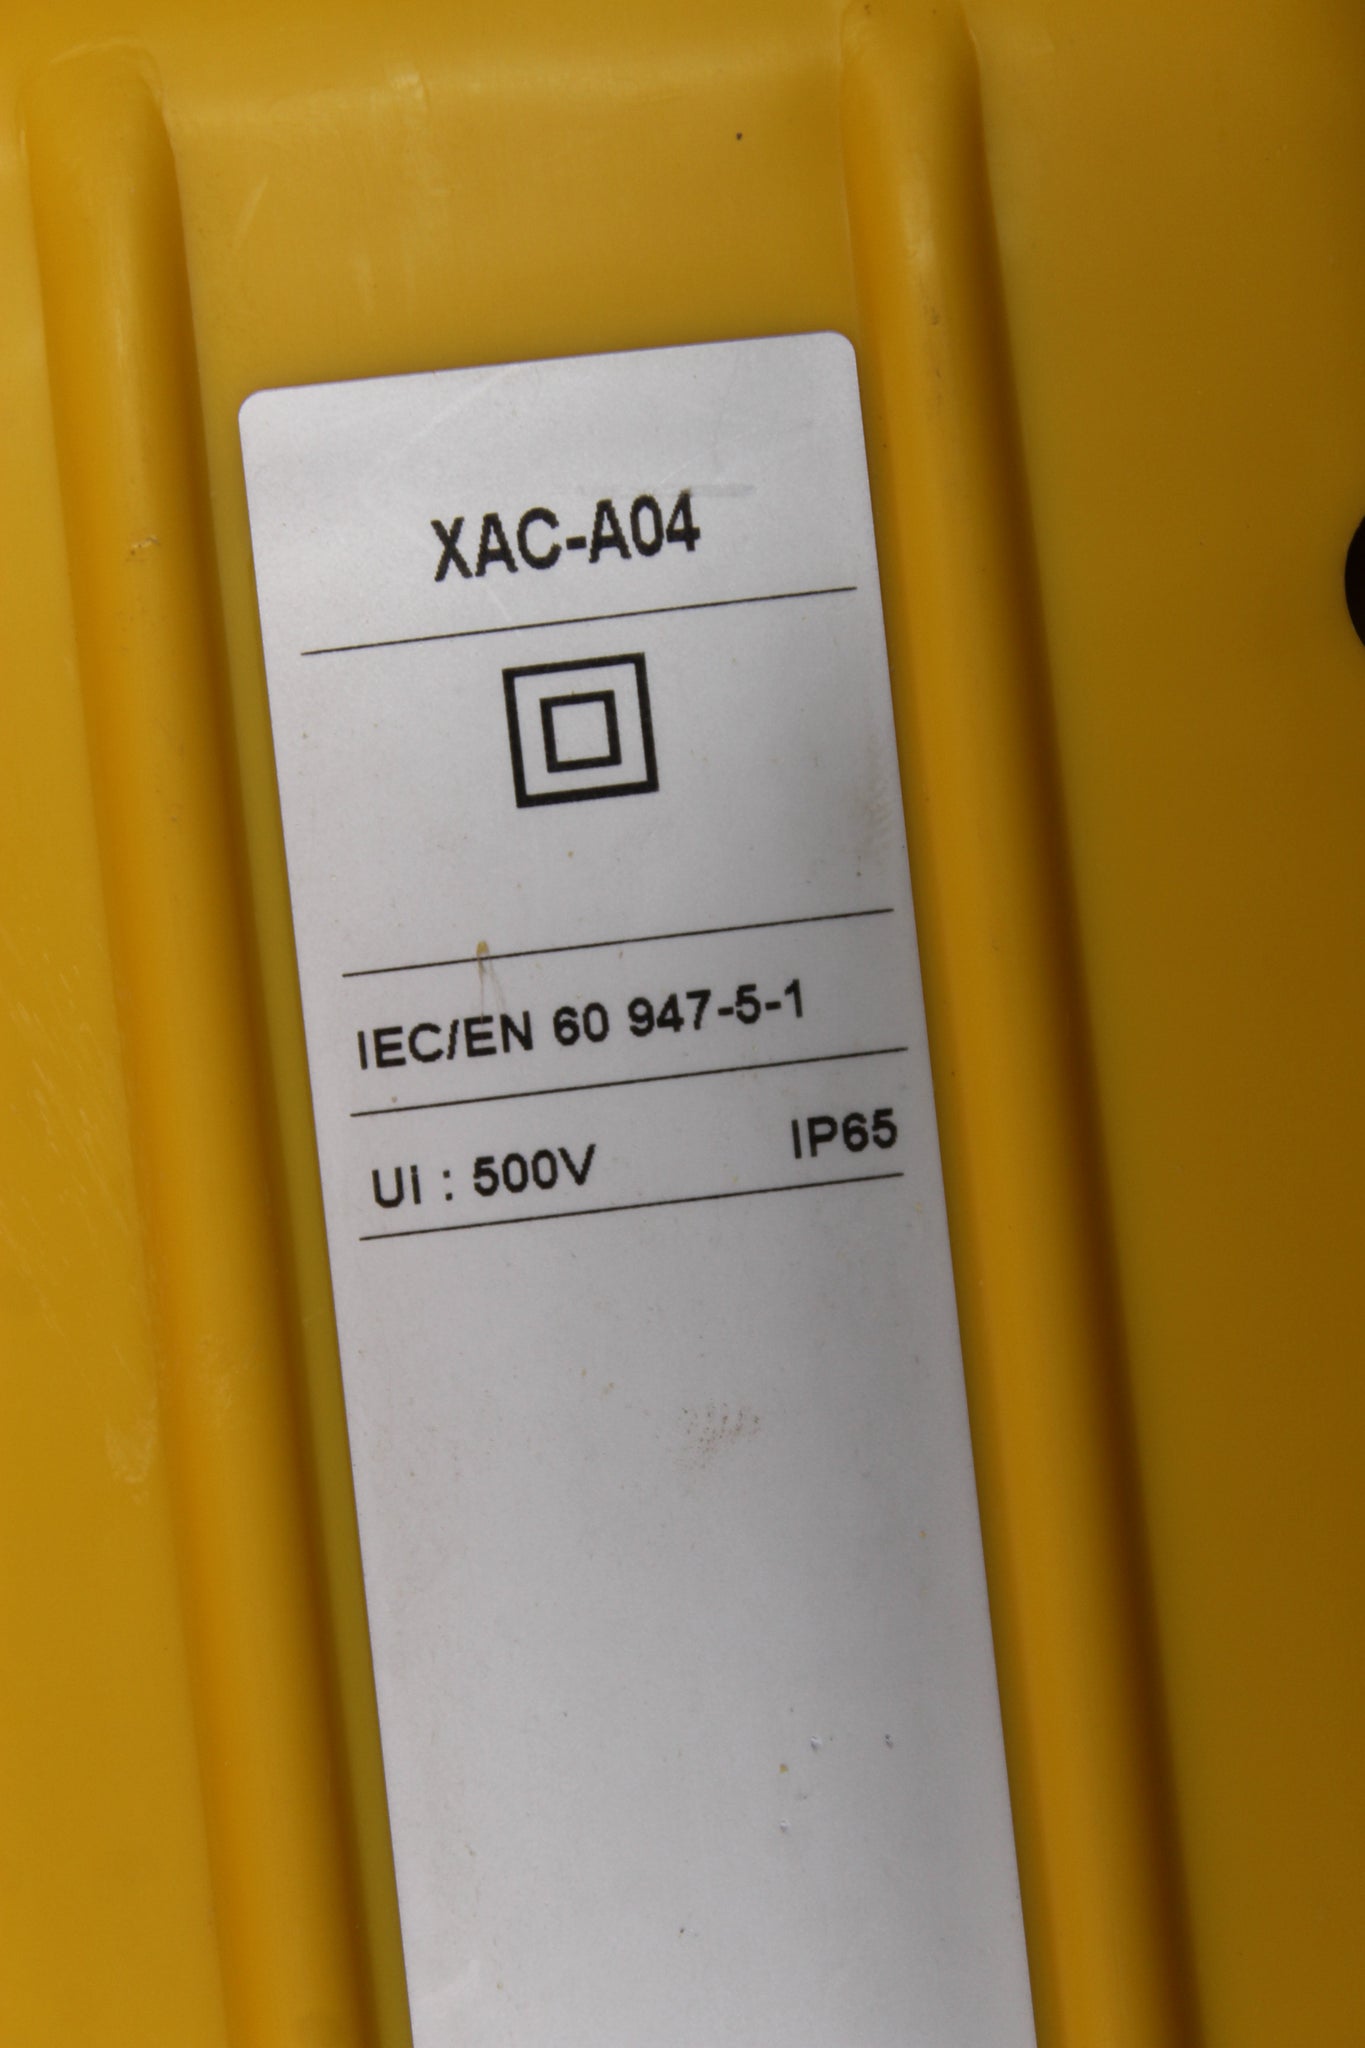 XAC-A04
IEC/EN 60 947-5-1
Ui : 500V IP65